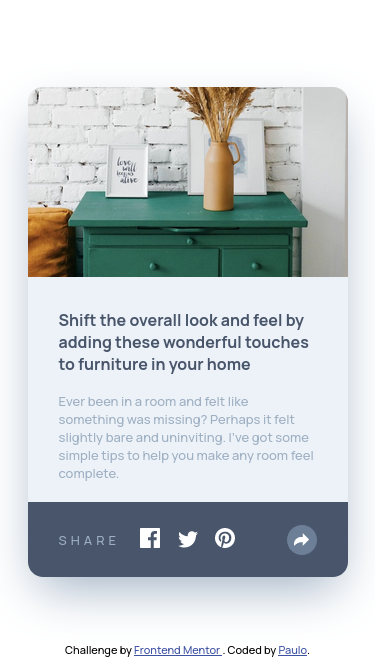 love
will
keep us
alive
Shift the overall look and feel by
adding these wonderful touches
to furniture in your home
Ever been in a room and felt like
something was missing? Perhaps it felt
slightly bare and uninviting. I've got some
simple tips to help you make any room feel
complete.
SHARE
Challenge by Frontend Mentor . Coded by Paulo.